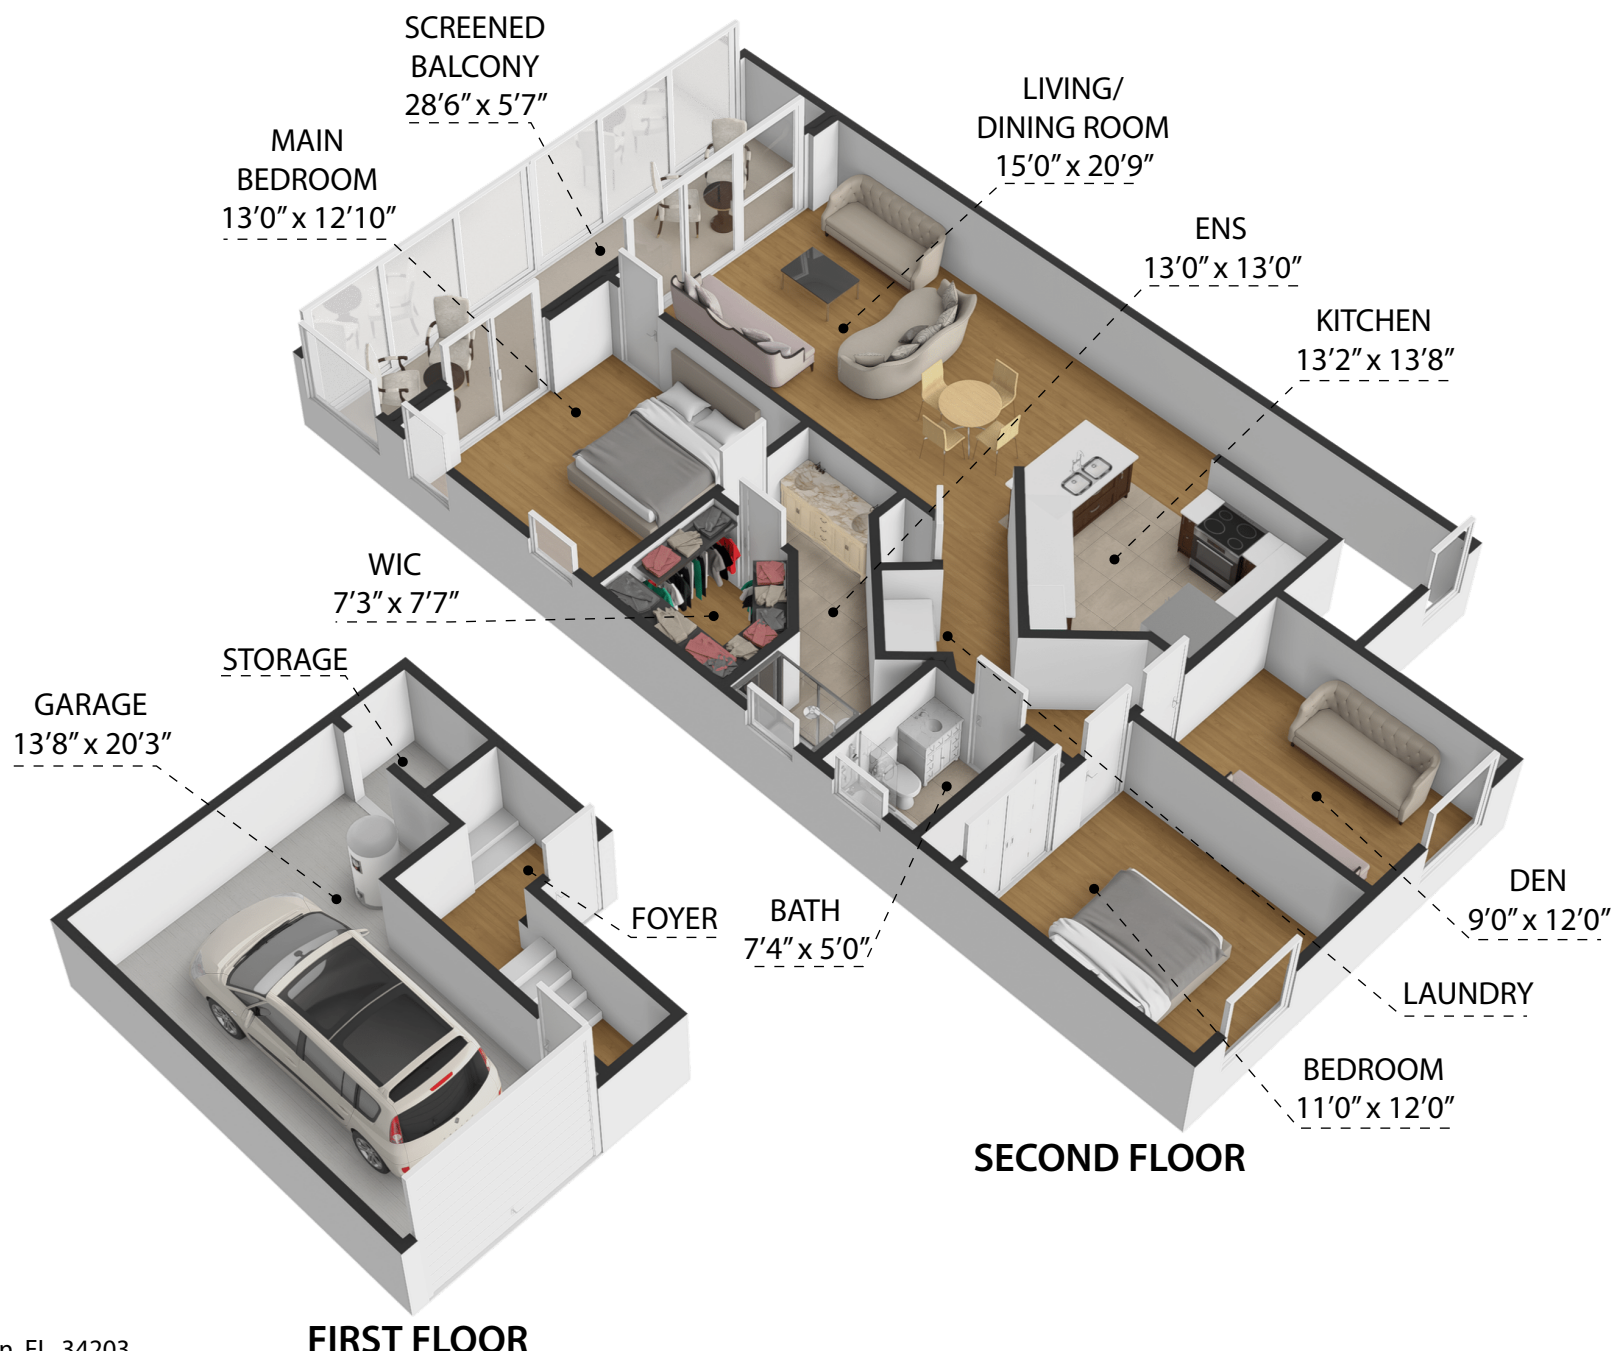 SCREENED
BALCONY
28'6" x 5'7"
MAIN
BEDROOM
13'0" x 12'10"
LIVING/
DINING ROOM
15'0" x 20'9"
ENS
13'0" x 13'0"
KITCHEN
13'2" x 13'8"
WIC
7'3" x 7'7"
STORAGE
GARAGE
13'8" x 20'3"
FOYER
BATH
7'4" x 5'0"
DEN
9'0" x 12'0"
LAUNDRY
BEDROOM
11'0" x 12'0"
SECOND FLOOR
FIRST FLOOR
FL, 34203